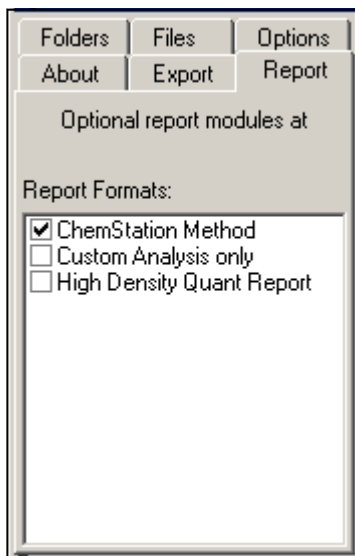 Folders Files Options
About Export Report
Optional report modules at
Report Formats:
ChemStation Method
Custom Analysis only
High Density Quant Report